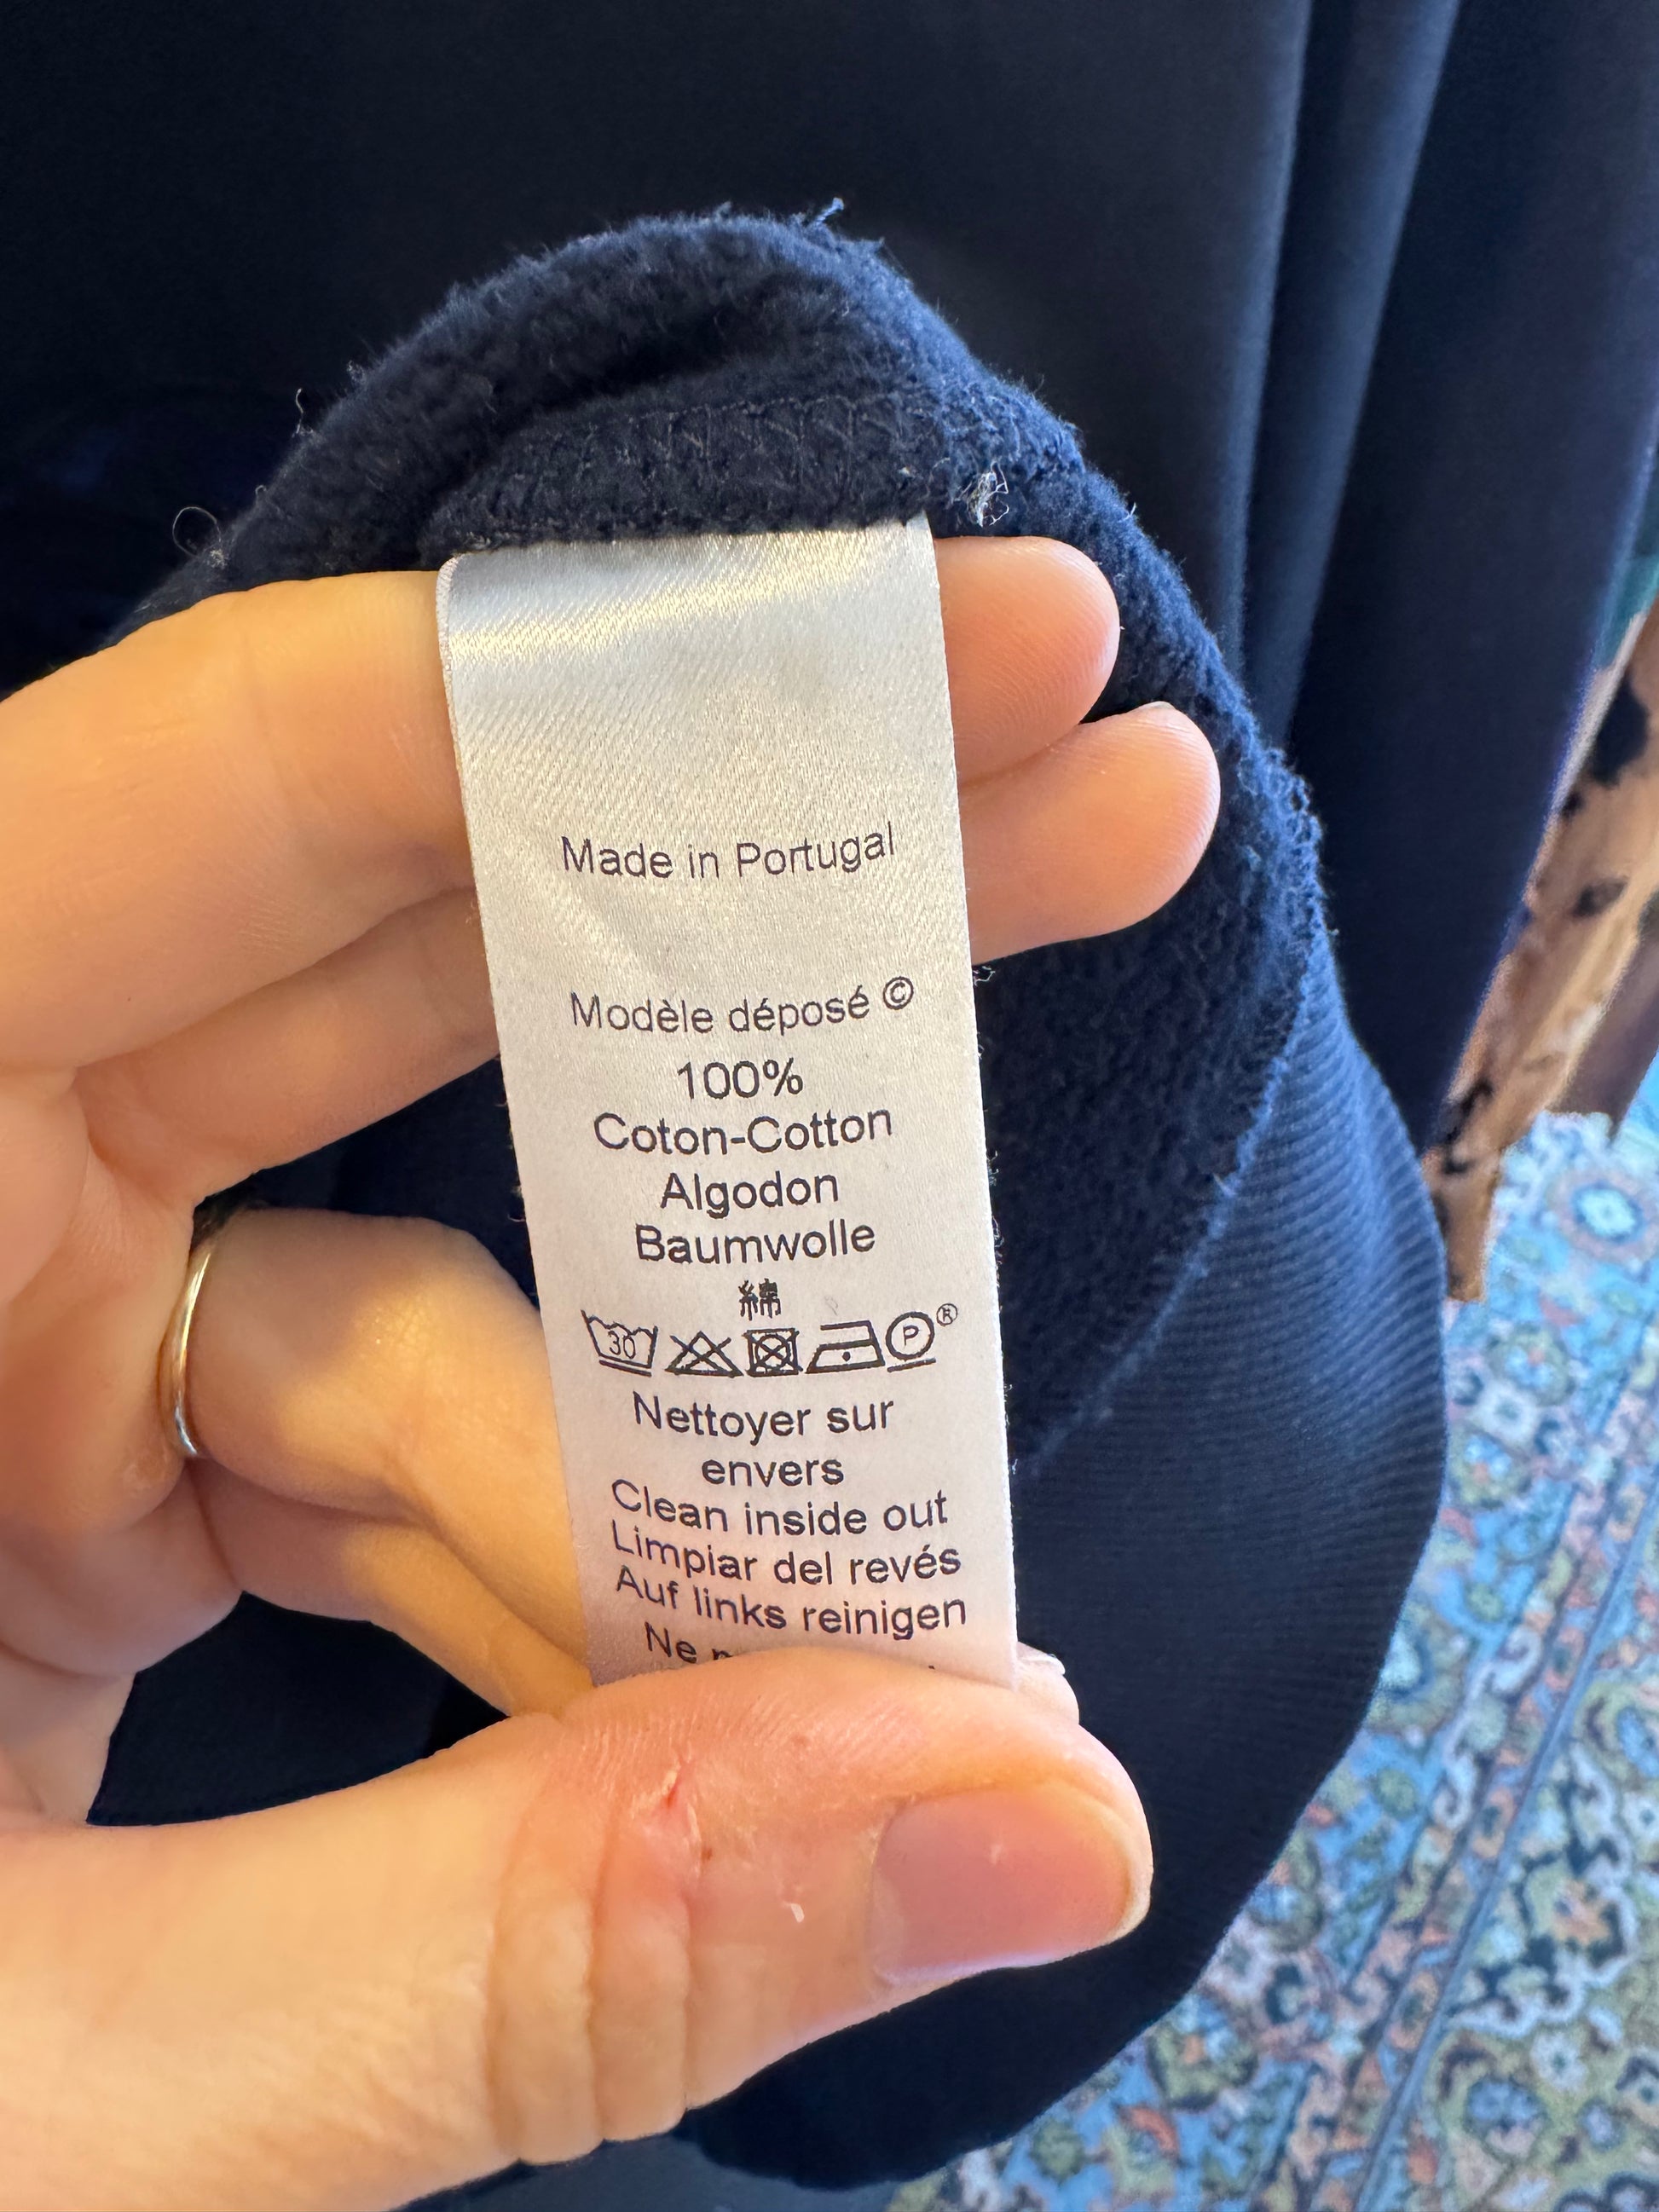 Made in Portugal
Modèle déposé ©
100%
Coton-Cotton
Algodon
Baumwolle
綿
30 P ®
Nettoyer sur
envers
Clean inside out
Limpiar del revés
Auf links reinigen
Ne